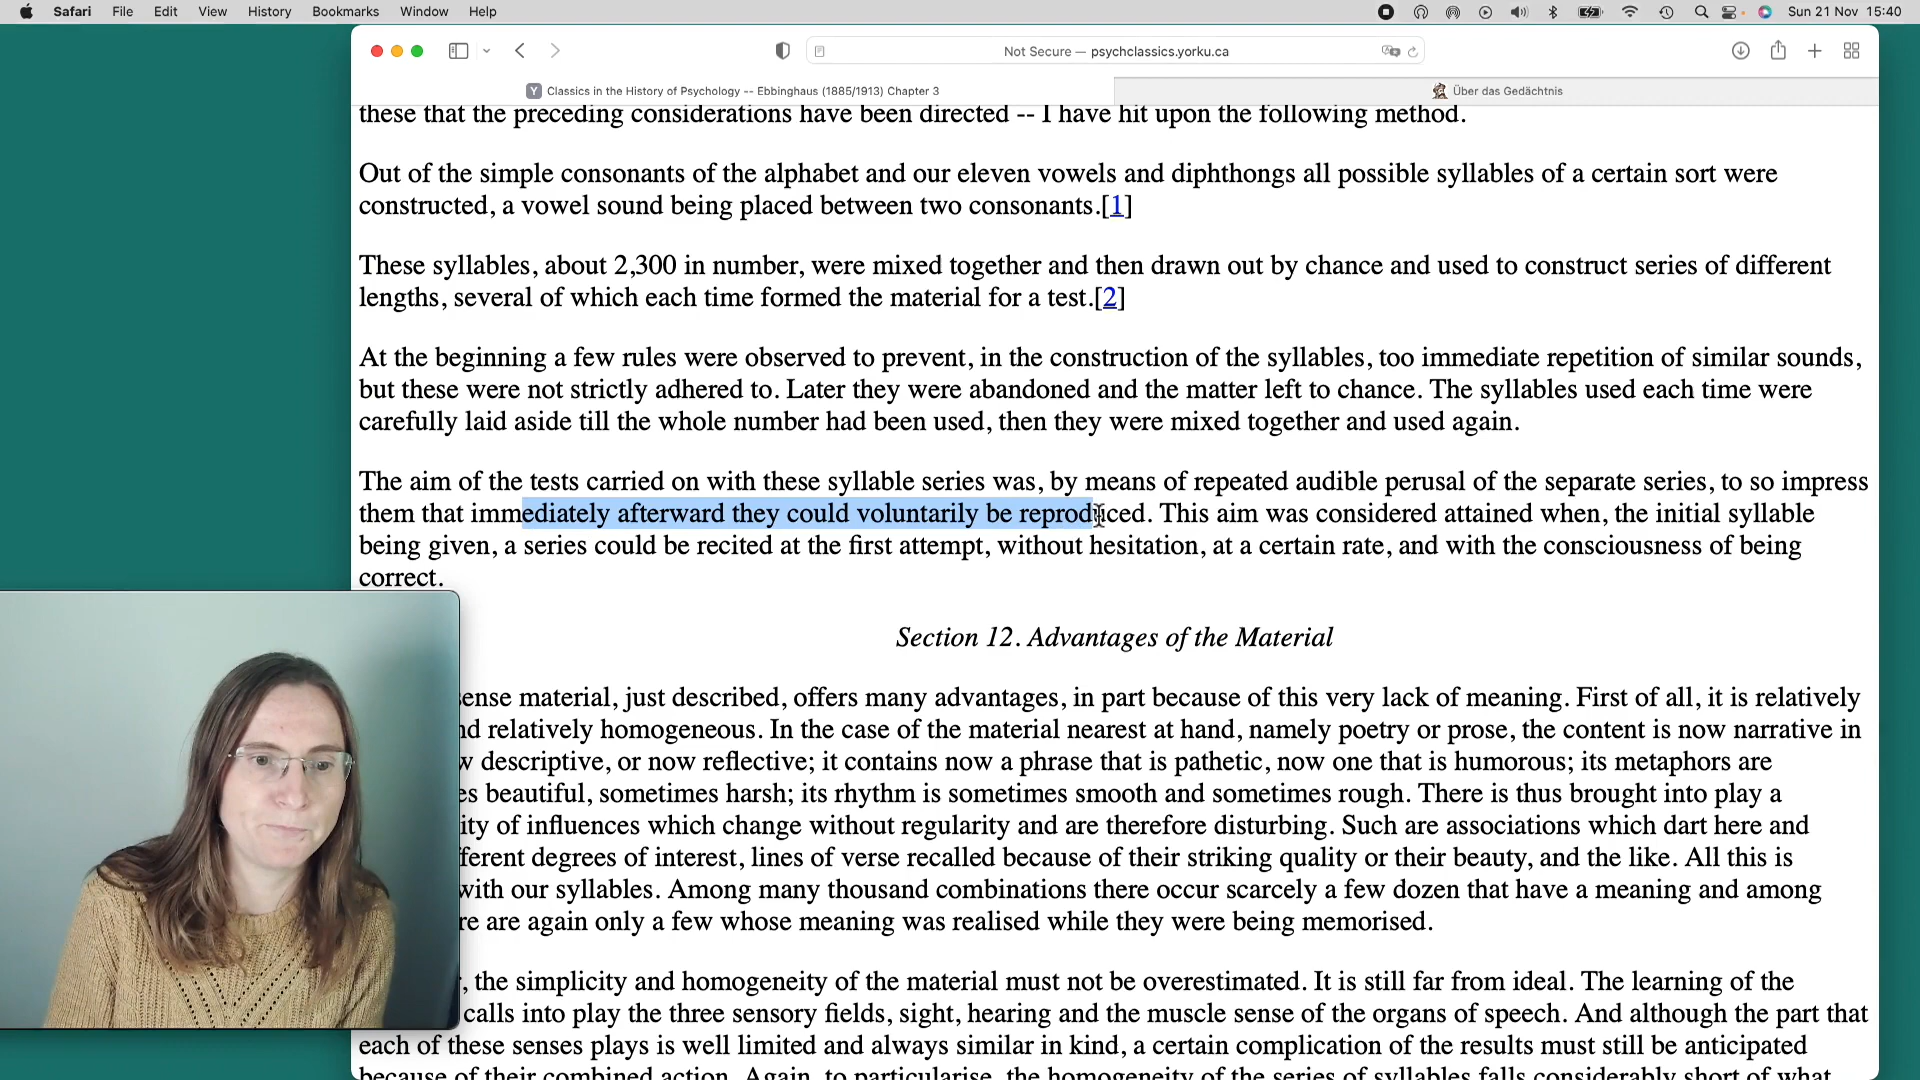 Safari File Edit View History Bookmarks Window Help Sun 21 Nov 15:40
Not Secure — psychclassics.yorku.ca
Classics in the History of Psychology -- Ebbinghaus (1885/1913) Chapter 3
Über das Gedächtnis
these that the preceding considerations have been directed -- I have hit upon the following method.
Out of the simple consonants of the alphabet and our eleven vowels and diphthongs all possible syllables of a certain sort were
constructed, a vowel sound being placed between two consonants.[1]
These syllables, about 2,300 in number, were mixed together and then drawn out by chance and used to construct series of different
lengths, several of which each time formed the material for a test.[2]
At the beginning a few rules were observed to prevent, in the construction of the syllables, too immediate repetition of similar sounds,
but these were not strictly adhered to. Later they were abandoned and the matter left to chance. The syllables used each time were
carefully laid aside till the whole number had been used, then they were mixed together and used again.
The aim of the tests carried on with these syllable series was, by means of repeated audible perusal of the separate series, to so impress
them that immediately afterward they could voluntarily be reproduced. This aim was considered attained when, the initial syllable
being given, a series could be recited at the first attempt, without hesitation, at a certain rate, and with the consciousness of being
correct.
Section 12. Advantages of the Material
ense material, just described, offers many advantages, in part because of this very lack of meaning. First of all, it is relatively
nd relatively homogeneous. In the case of the material nearest at hand, namely poetry or prose, the content is now narrative in
w descriptive, or now reflective; it contains now a phrase that is pathetic, now one that is humorous; its metaphors are
es beautiful, sometimes harsh; its rhythm is sometimes smooth and sometimes rough. There is thus brought into play a
ity of influences which change without regularity and are therefore disturbing. Such are associations which dart here and
ferent degrees of interest, lines of verse recalled because of their striking quality or their beauty, and the like. All this is
with our syllables. Among many thousand combinations there occur scarcely a few dozen that have a meaning and among
re are again only a few whose meaning was realised while they were being memorised.
, the simplicity and homogeneity of the material must not be overestimated. It is still far from ideal. The learning of the
calls into play the three sensory fields, sight, hearing and the muscle sense of the organs of speech. And although the part that
each of these senses plays is well limited and always similar in kind, a certain complication of the results must still be anticipated
because of their combined action. Again, to particularise, the homogeneity of the series of syllables falls considerably short of what